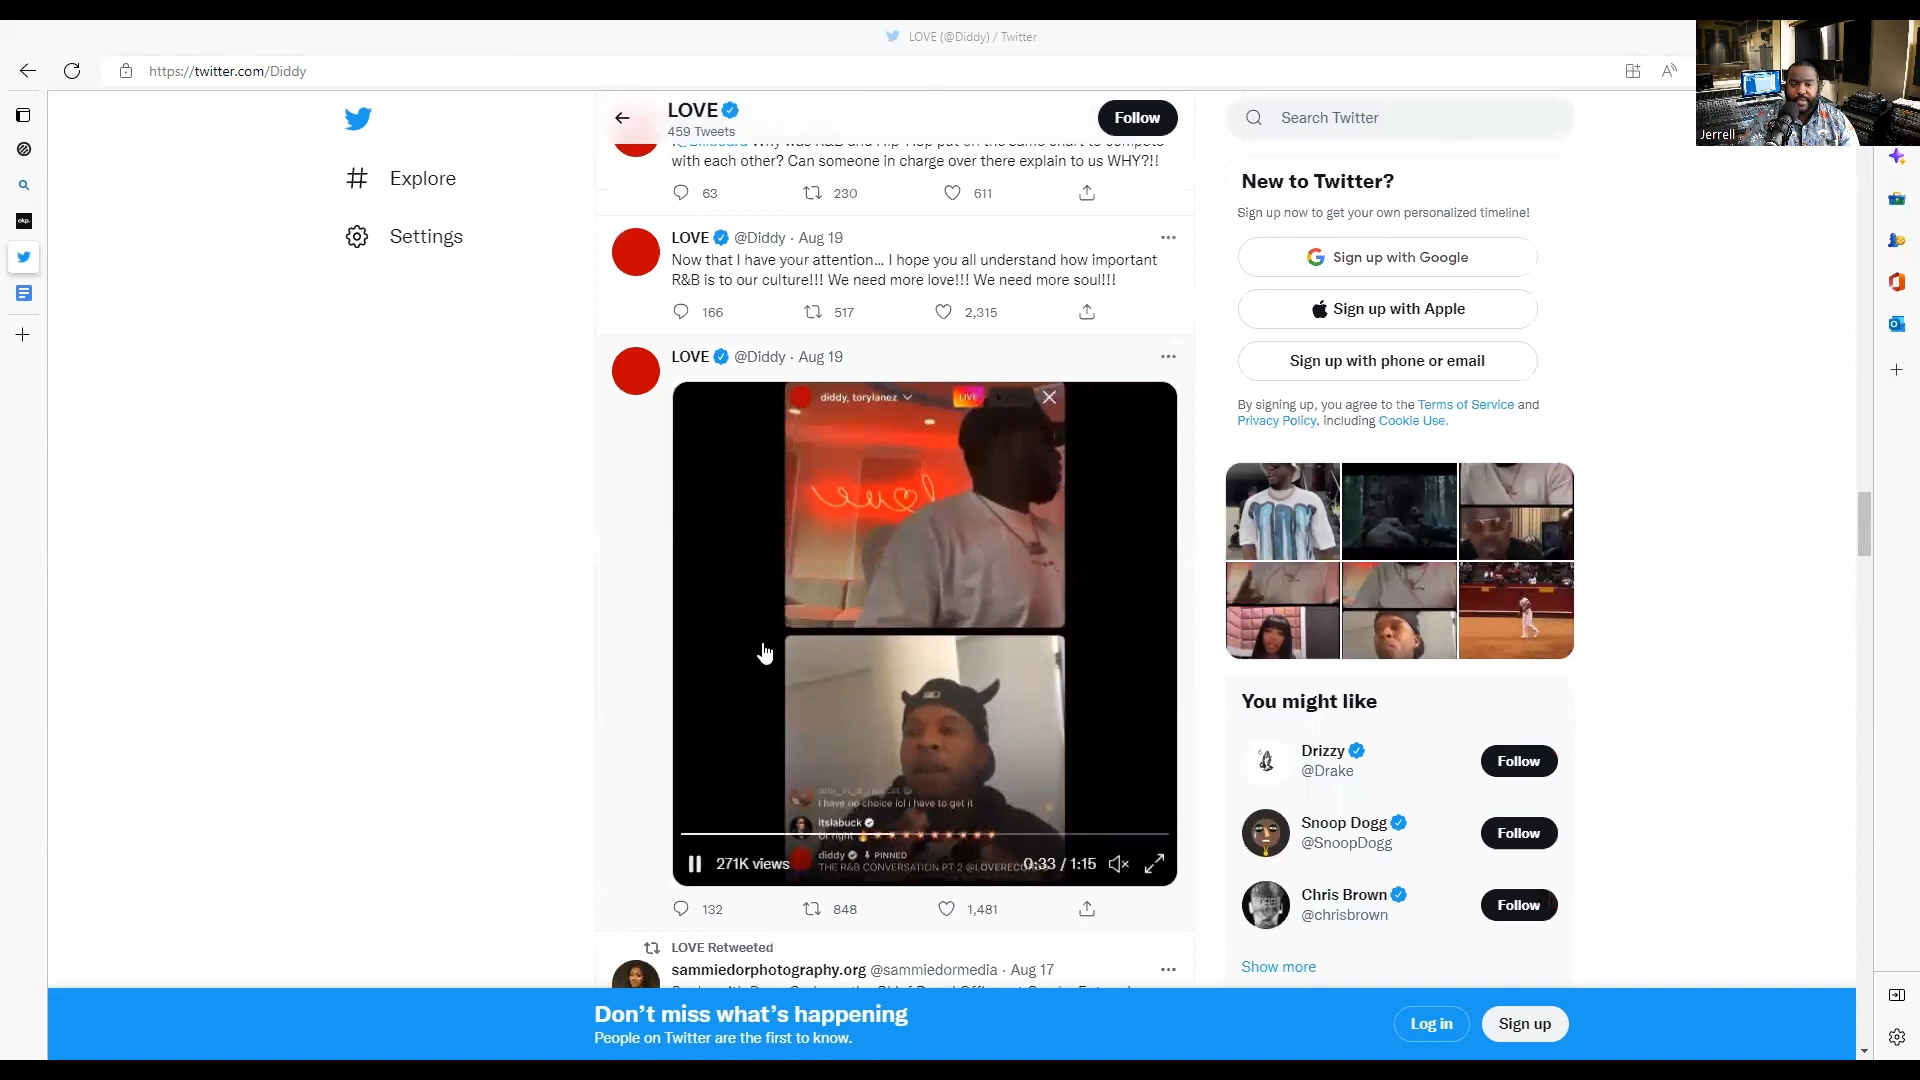 LOVE (@Diddy) / Twitter
https://twitter.com/Diddy
Jerrell
Explore
Settings
LOVE
459 Tweets
Follow
with each other? Can someone in charge over there explain to us WHY?!!
63 230 611
LOVE @Diddy · Aug 19
Now that I have your attention... I hope you all understand how important
R&B is to our culture!!! We need more love!!! We need more soul!!!
166 517 2,315
LOVE @Diddy · Aug 19
diddy, torylanez LIVE
love
I have no choice lol i have to get it
itslabuck
Or right
diddy PINNED
THE R&B CONVERSATION PT 2
271K views 0:33 / 1:15
132 848 1,481
LOVE Retweeted
sammiedorphotography.org @sammiedormedia · Aug 17
Search Twitter
New to Twitter?
Sign up now to get your own personalized timeline!
Sign up with Google
Sign up with Apple
Sign up with phone or email
By signing up, you agree to the Terms of Service and
Privacy Policy, including Cookie Use.
You might like
Drizzy
@Drake
Follow
Snoop Dogg
@SnoopDogg
Follow
Chris Brown
@chrisbrown
Follow
Show more
Don't miss what's happening
People on Twitter are the first to know.
Log in
Sign up